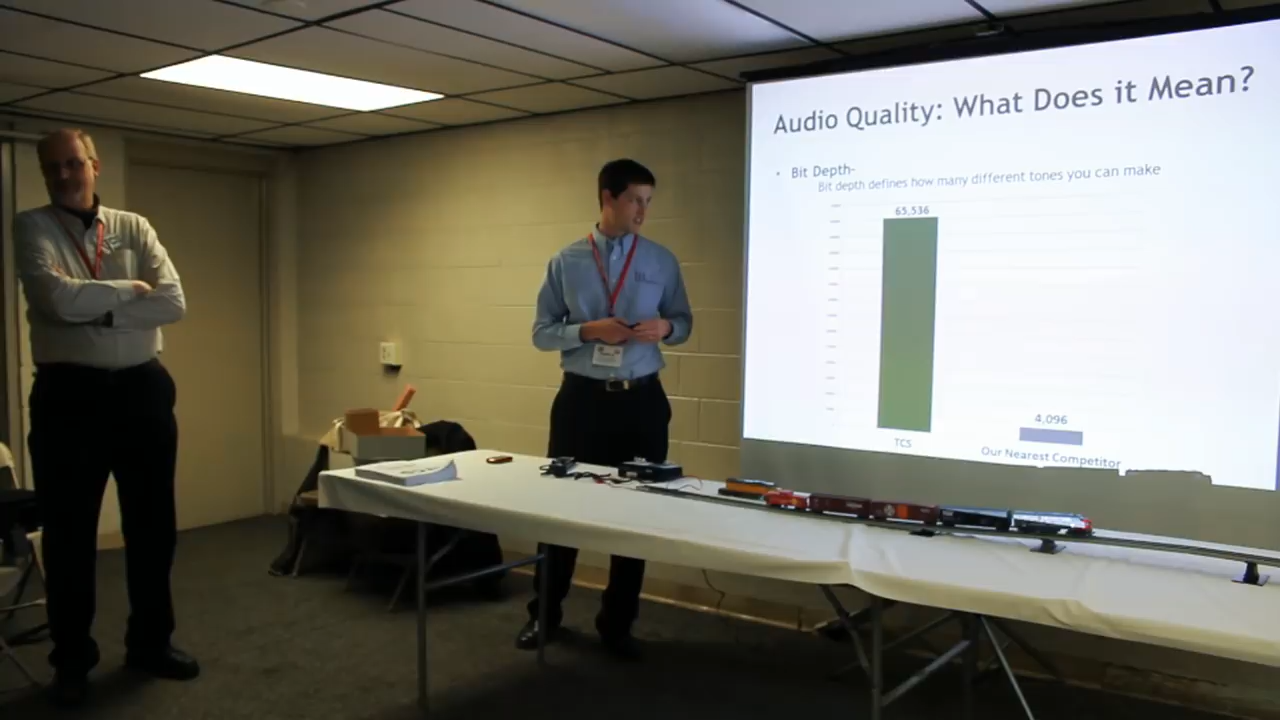 Audio Quality: What Does it Mean?
• Bit Depth-
Bit depth defines how many different tones you can make
65,536
4,096
TCS
Our Nearest Competitor